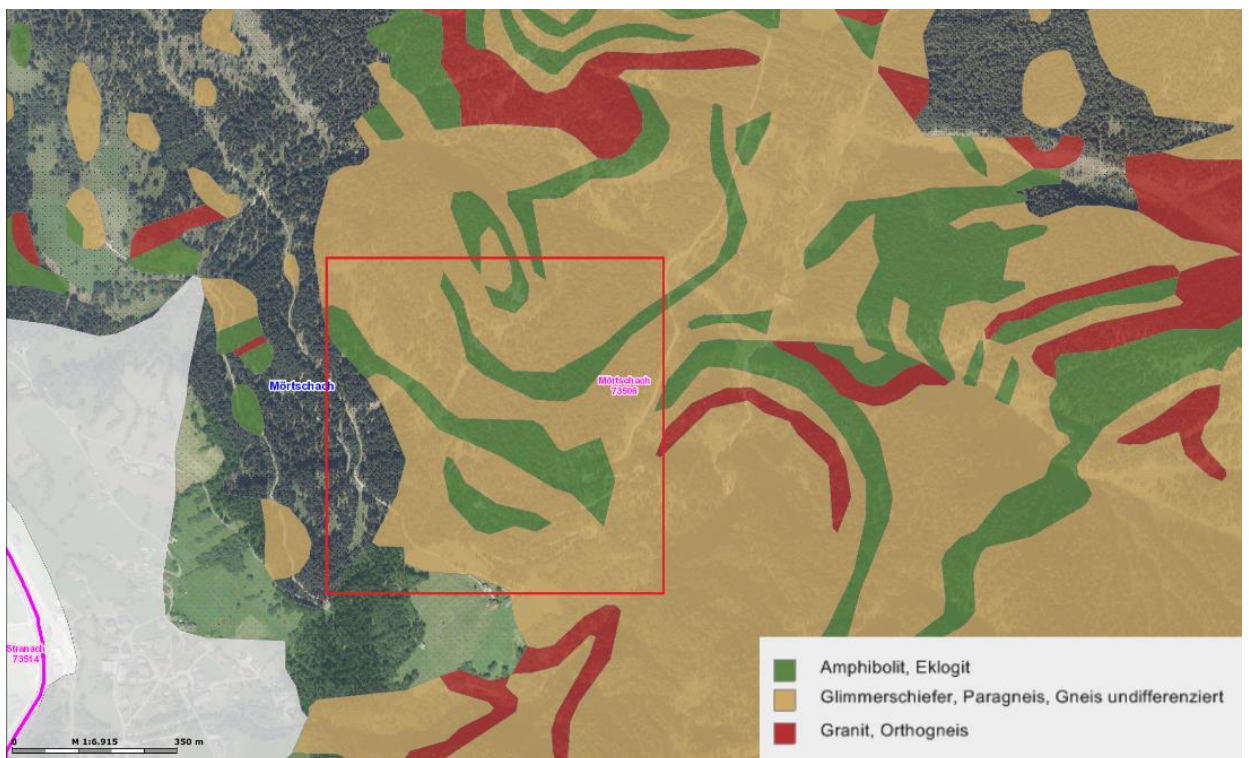 Mörtschach
Mörtschach
73506
Stranach
73514
0 M 1:6.915 350 m
Amphibolit, Eklogit
Glimmerschiefer, Paragneis, Gneis undifferenziert
Granit, Orthogneis